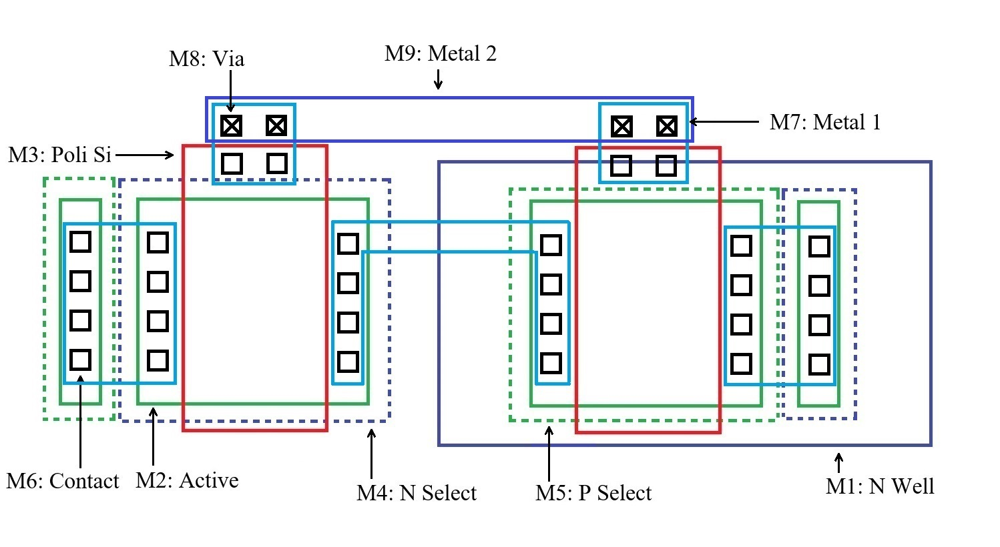 M9: Metal 2
M8: Via
M7: Metal 1
M3: Poli Si
M6: Contact
M2: Active
M4: N Select
M5: P Select
M1: N Well